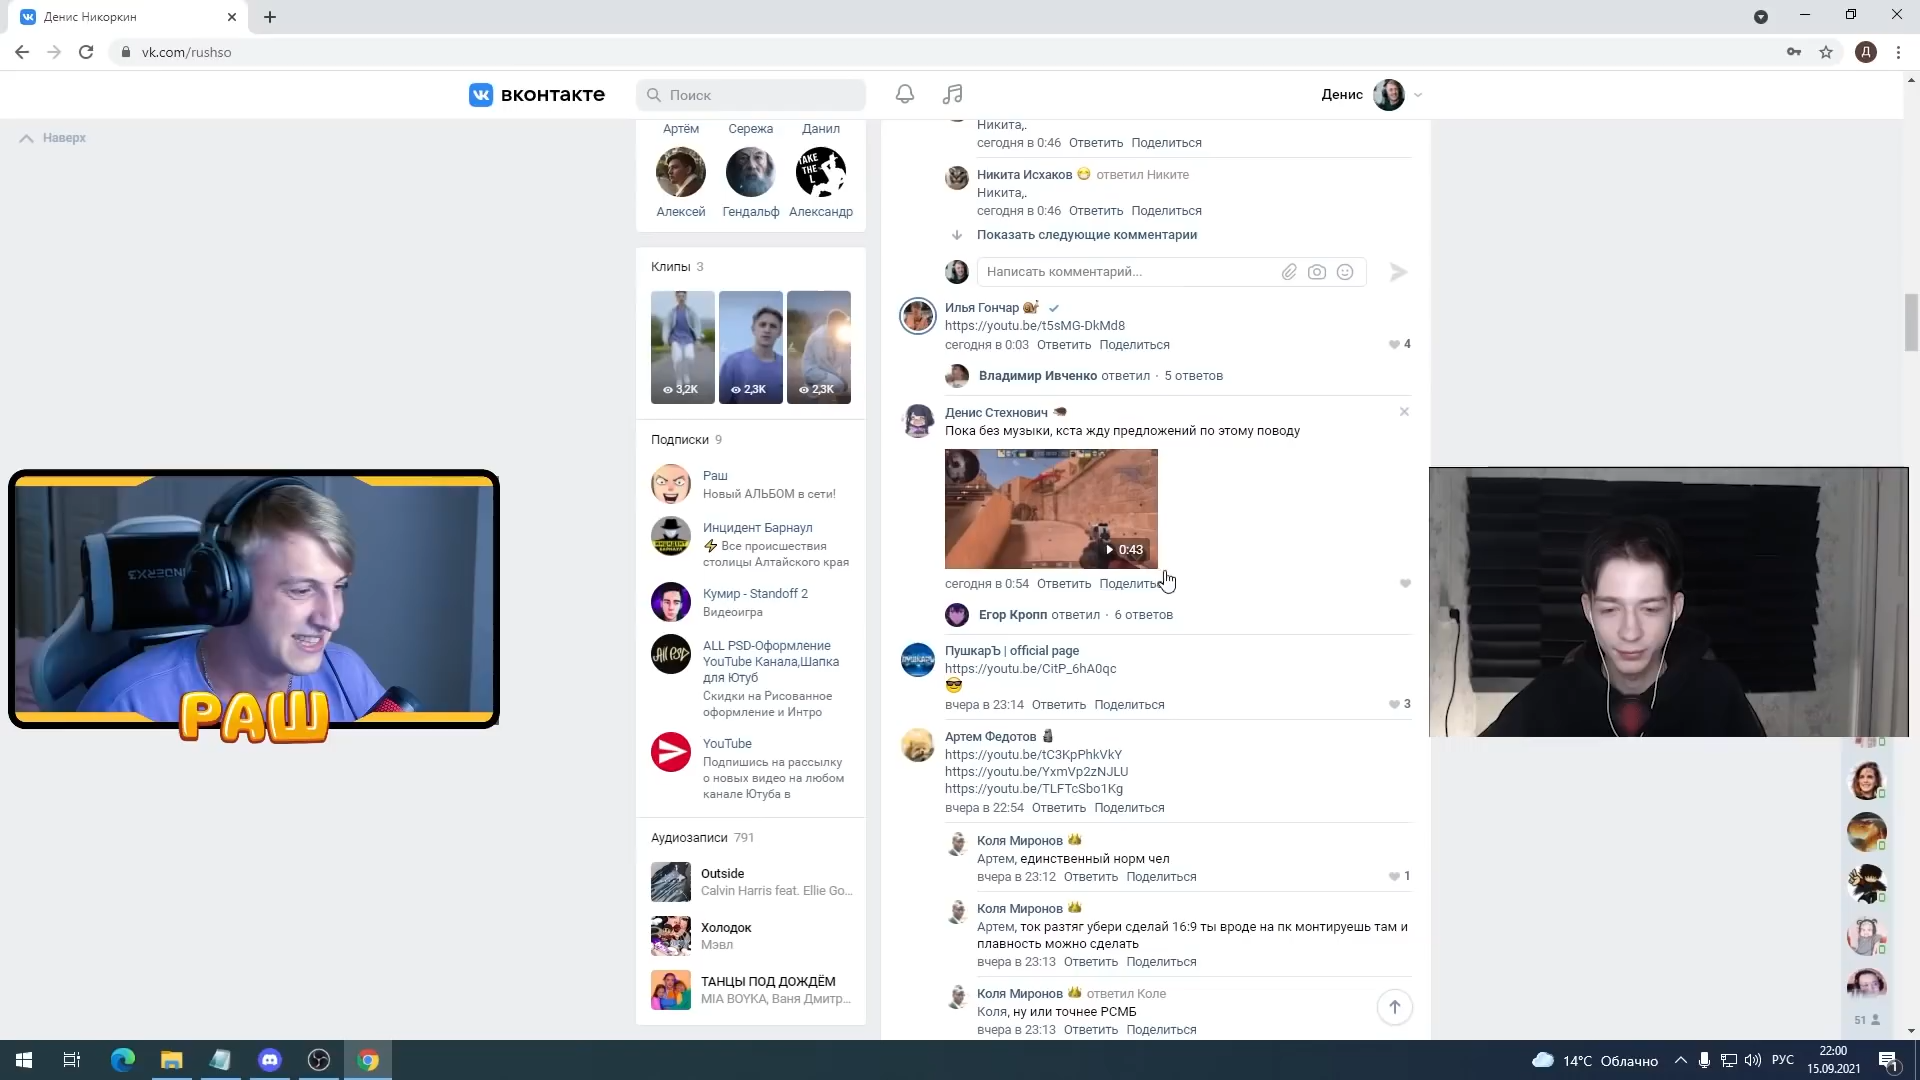 Денис Никоркин
vk.com/rushso
Д
вконтакте
Поиск
Денис
Наверх
Артём
Сережа
Данил
TAKE
THE
L
Алексей
Гендальф
Александр
Клипы 3
3,2K
2,3K
2,3K
Подписки 9
Раш
Новый АЛЬБОМ в сети!
Инцидент Барнаул
⚡ Все происшествия
столицы Алтайского края
Кумир - Standoff 2
Видеоигра
ALL PSD-Оформление
YouTube Канала,Шапка
для Ютуб
Скидки на Рисованное
оформление и Интро
YouTube
Подпишись на рассылку
о новых видео на любом
канале Ютуба в
Аудиозаписи 791
Outside
Calvin Harris feat. Ellie Go...
Холодок
Мэвл
ТАНЦЫ ПОД ДОЖДЁМ
MIA BOYKA, Ваня Дмитр...
Никита,.
сегодня в 0:46 Ответить Поделиться
Никита Исхаков ответил Никите
Никита,.
сегодня в 0:46 Ответить Поделиться
Показать следующие комментарии
Написать комментарий...
Илья Гончар
https://youtu.be/t5sMG-DkMd8
сегодня в 0:03 Ответить Поделиться
4
Владимир Ивченко ответил · 5 ответов
Денис Стехнович
Пока без музыки, кста жду предложений по этому поводу
0:43
сегодня в 0:54 Ответить Поделиться
Егор Кропп ответил · 6 ответов
ПушкарЪ | official page
https://youtu.be/CitP_6hA0qc
😎
вчера в 23:14 Ответить Поделиться
3
Артем Федотов
https://youtu.be/tC3KpPhkVkY
https://youtu.be/YxmVp2zNJLU
https://youtu.be/TLFTcSbo1Kg
вчера в 22:54 Ответить Поделиться
Коля Миронов
Артем, единственный норм чел
вчера в 23:12 Ответить Поделиться
1
Коля Миронов
Артем, ток разтяг убери сделай 16:9 ты вроде на пк монтируешь там и
плавность можно сделать
вчера в 23:13 Ответить Поделиться
Коля Миронов ответил Коле
Коля, ну или точнее РСМБ
вчера в 23:13 Ответить Поделиться
РАШ
51
14°C Облачно
РУС
22:00
15.09.2021
1